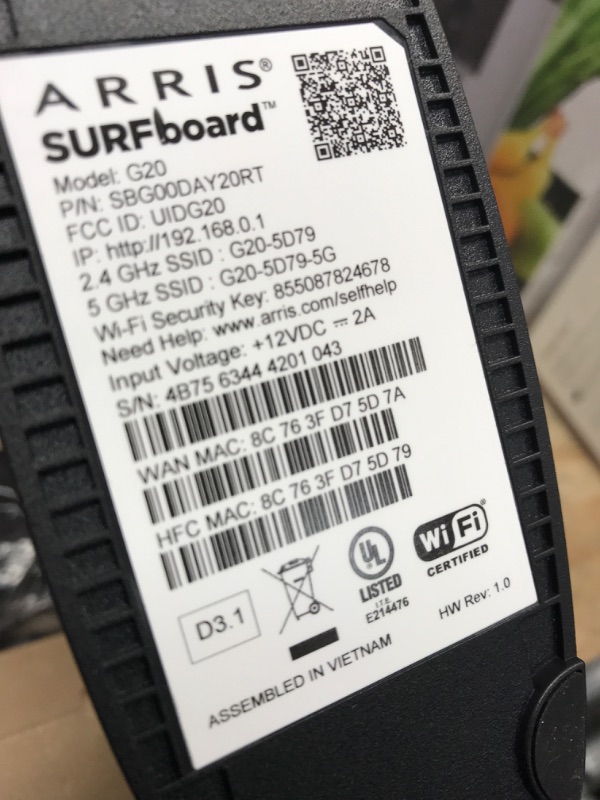 ARRIS®
SURFboard™
Model: G20
P/N: SBG00DAY20RT
FCC ID: UIDG20
IP: http://192.168.0.1
2.4 GHz SSID : G20-5D79
5 GHz SSID : G20-5D79-5G
Wi-Fi Security Key: 855087824678
Need Help: www.arris.com/selfhelp
Input Voltage: +12VDC ⎓ 2A
S/N: 4B75 6344 4201 043
WAN MAC: 8C 76 3F D7 5D 7A
HFC MAC: 8C 76 3F D7 5D 79
D3.1
UL
LISTED
I.T.E.
E214476
Wi Fi®
CERTIFIED
HW Rev: 1.0
ASSEMBLED IN VIETNAM